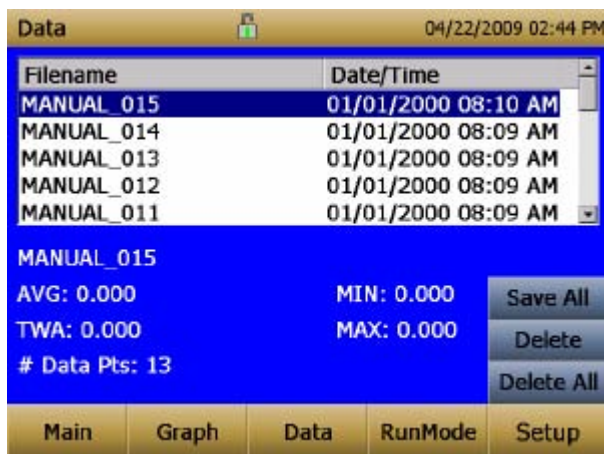 Data 04/22/2009 02:44 PM
Filename Date/Time
MANUAL_015 01/01/2000 08:10 AM
MANUAL_014 01/01/2000 08:09 AM
MANUAL_013 01/01/2000 08:09 AM
MANUAL_012 01/01/2000 08:09 AM
MANUAL_011 01/01/2000 08:09 AM
MANUAL_015
AVG: 0.000 MIN: 0.000 Save All
TWA: 0.000 MAX: 0.000 Delete
# Data Pts: 13 Delete All
Main Graph Data RunMode Setup